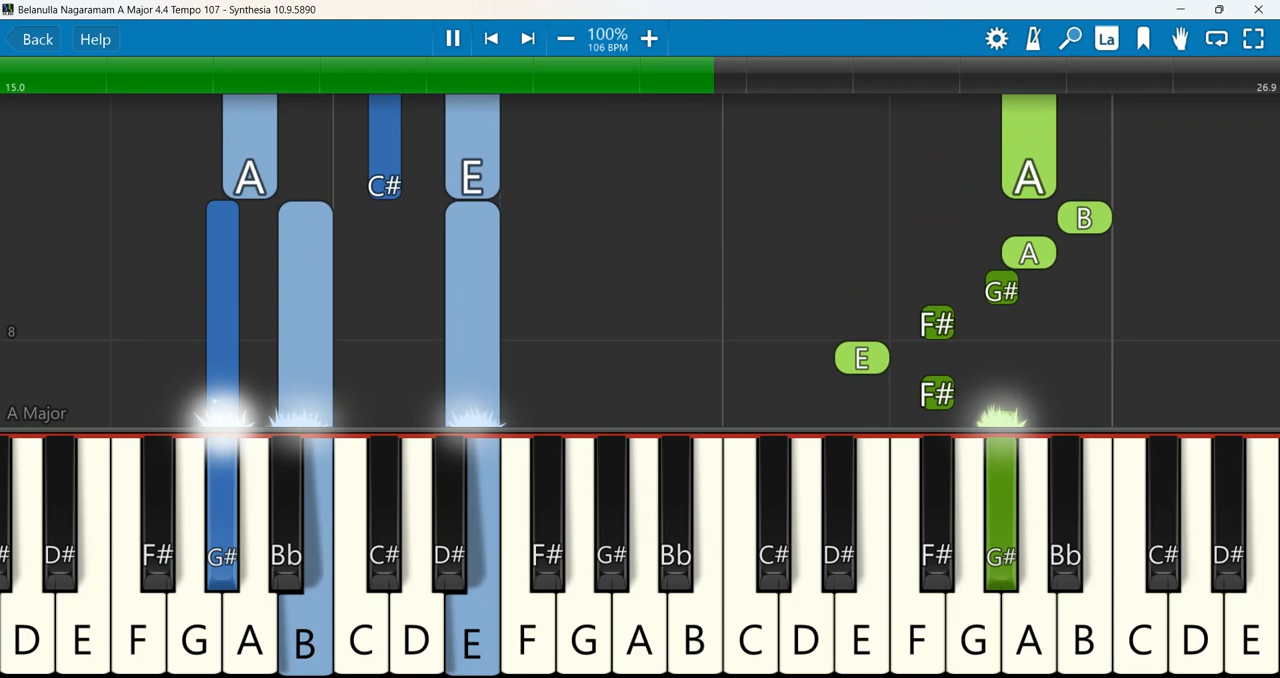 Belanulla Nagaramam A Major 4.4 Tempo 107 - Synthesia 10.9.5890
Back Help 100% La
106 BPM
15.0 26.9
A C# E A
B
A
G#
F#
8
E
F#
A Major
# D# F# G# Bb C# D# F# G# Bb C# D# F# G# Bb C# D#
D E F G A B C D E F G A B C D E F G A B C D E